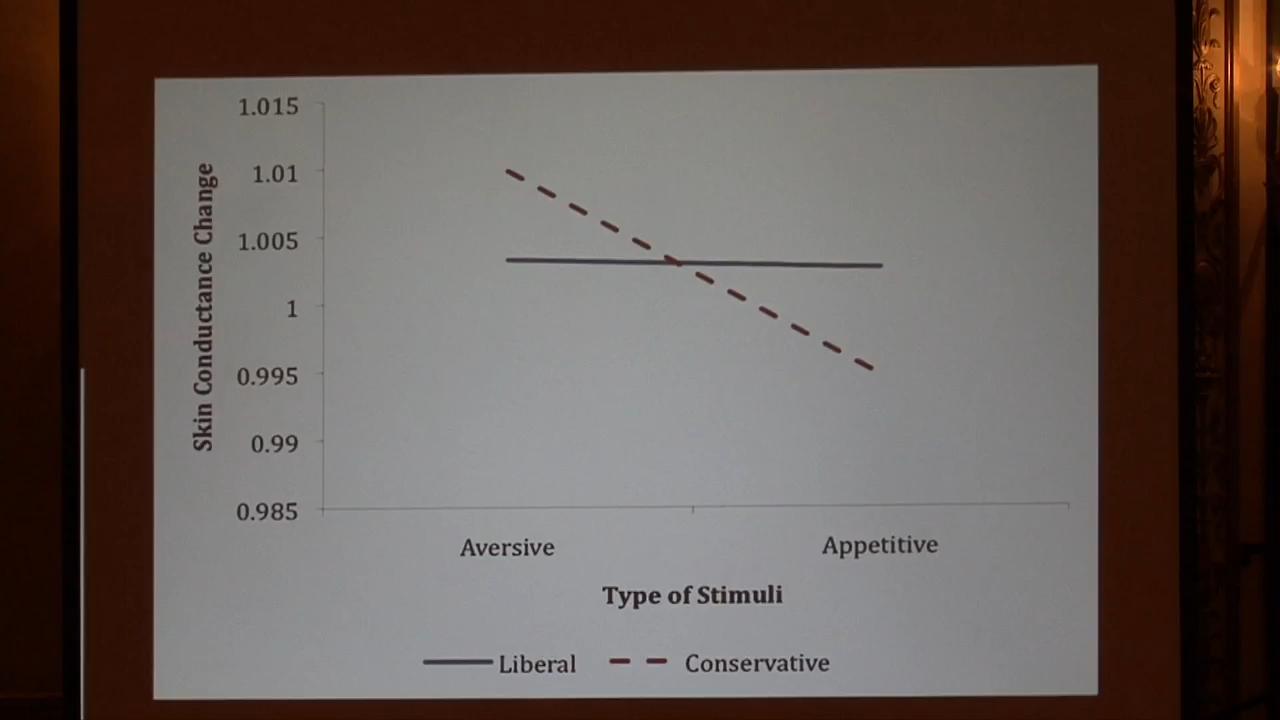 1.015
1.01
1.005
1
0.995
0.99
0.985
Skin Conductance Change
Aversive
Appetitive
Type of Stimuli
Liberal
Conservative